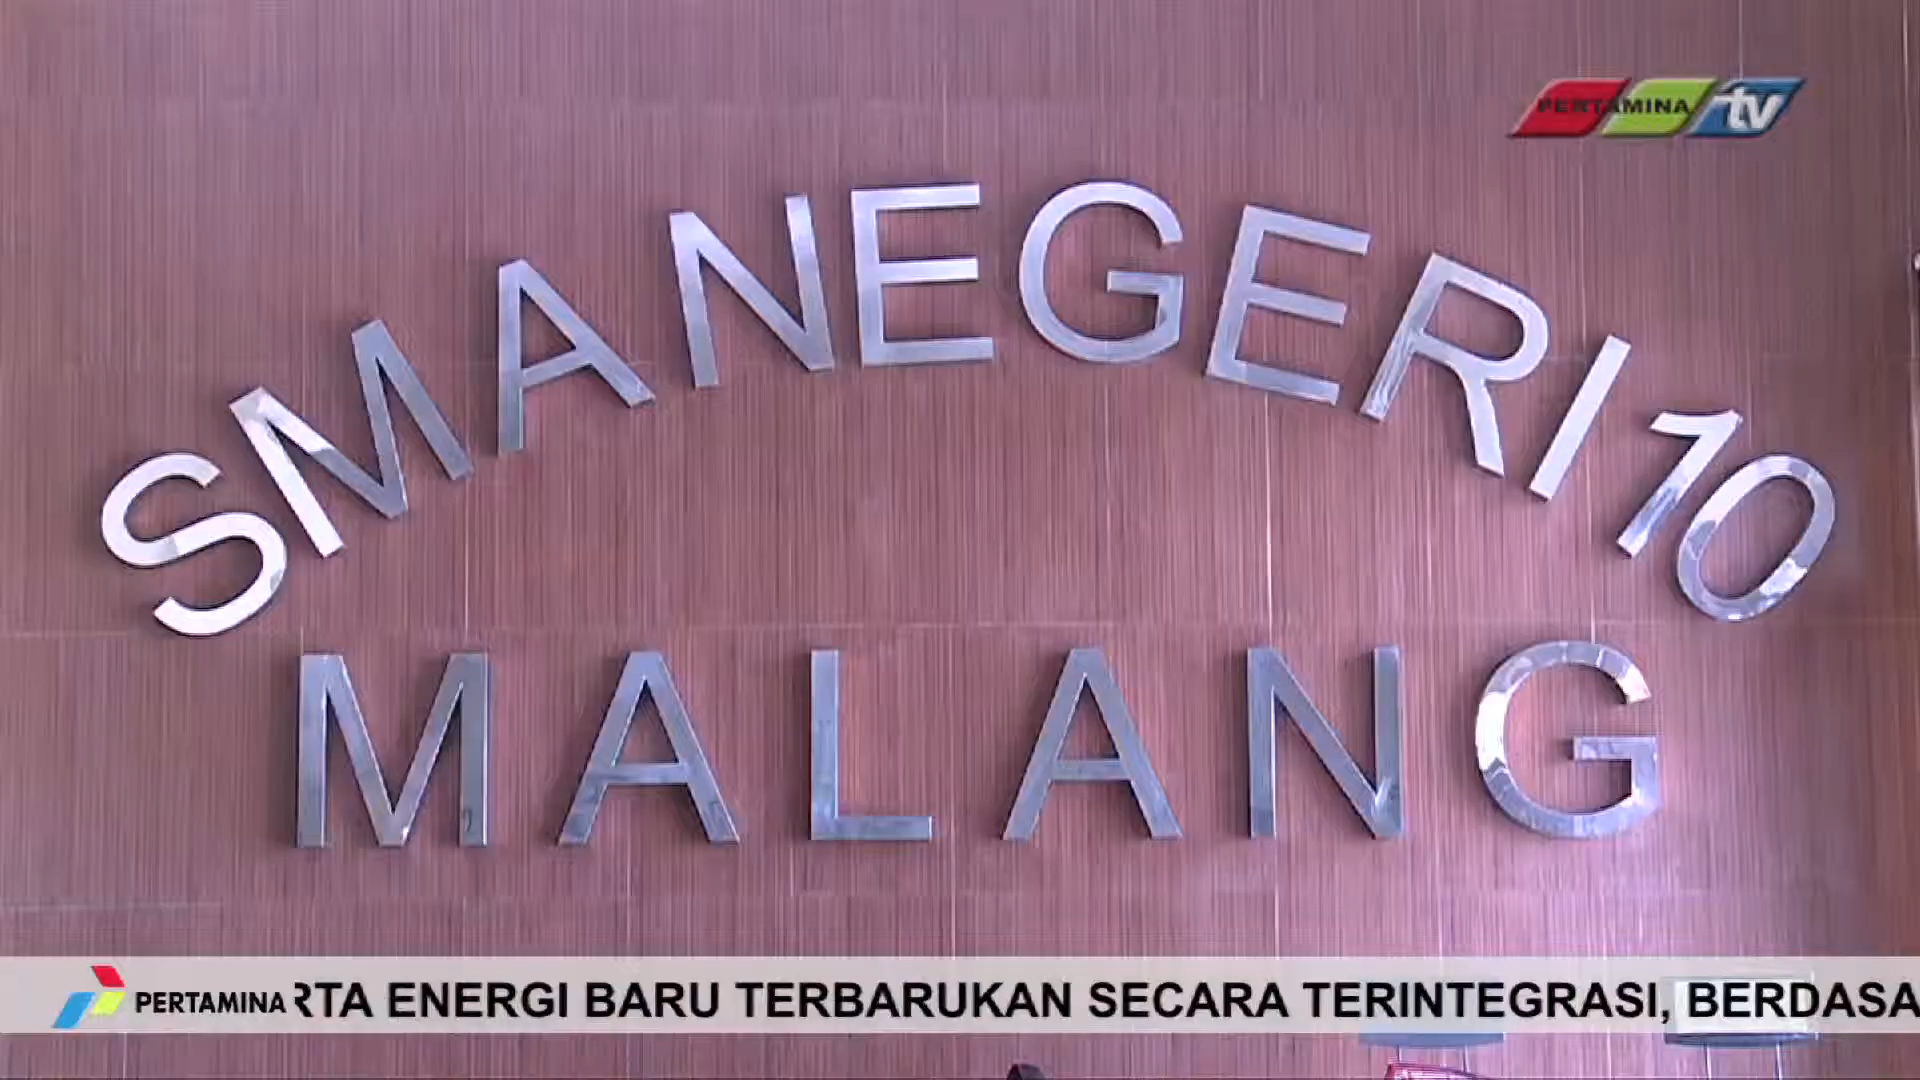 PERTAMINA tv
SMA NEGERI 10
MALANG
PERTAMINA
RTA ENERGI BARU TERBARUKAN SECARA TERINTEGRASI, BERDASA